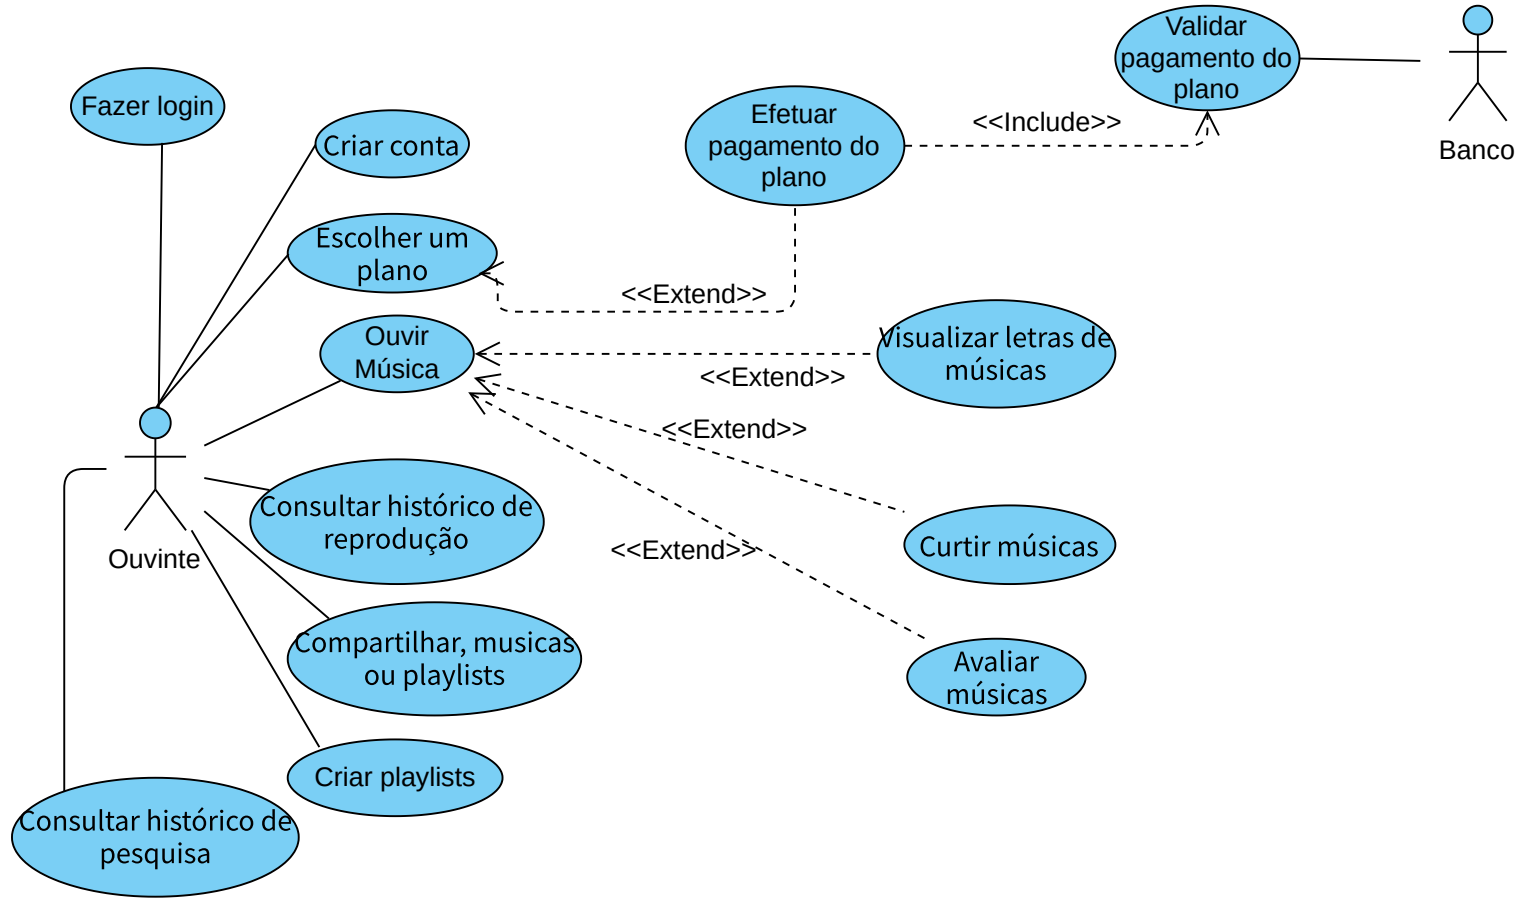 Validar
pagamento do
plano
Banco
Fazer login
Criar conta
Efetuar
pagamento do
plano
<<Include>>
Escolher um
plano
<<Extend>>
Ouvir
Música
Visualizar letras de
músicas
<<Extend>>
<<Extend>>
Consultar histórico de
reprodução
Curtir músicas
<<Extend>>
Ouvinte
Compartilhar, musicas
ou playlists
Avaliar
músicas
Criar playlists
Consultar histórico de
pesquisa